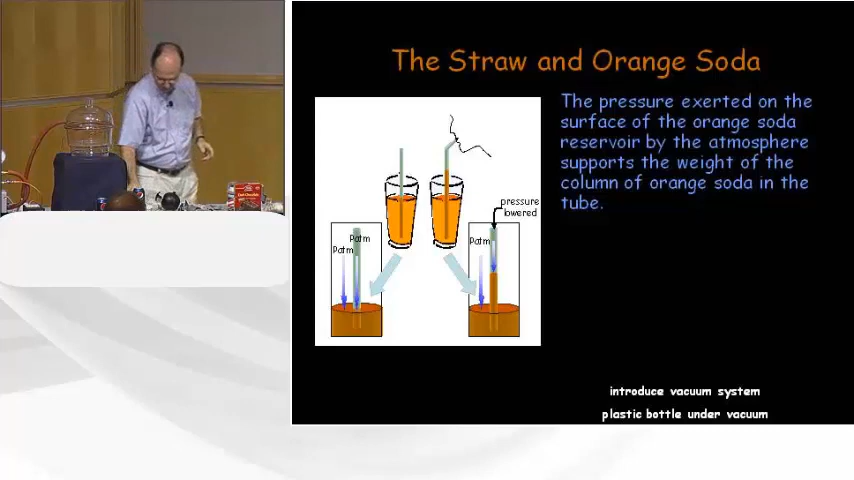 The Straw and Orange Soda
The pressure exerted on the
surface of the orange soda
reservoir by the atmosphere
supports the weight of the
column of orange soda in the
tube.
pressure
lowered
Patm
Patm
Patm
introduce vacuum system
plastic bottle under vacuum